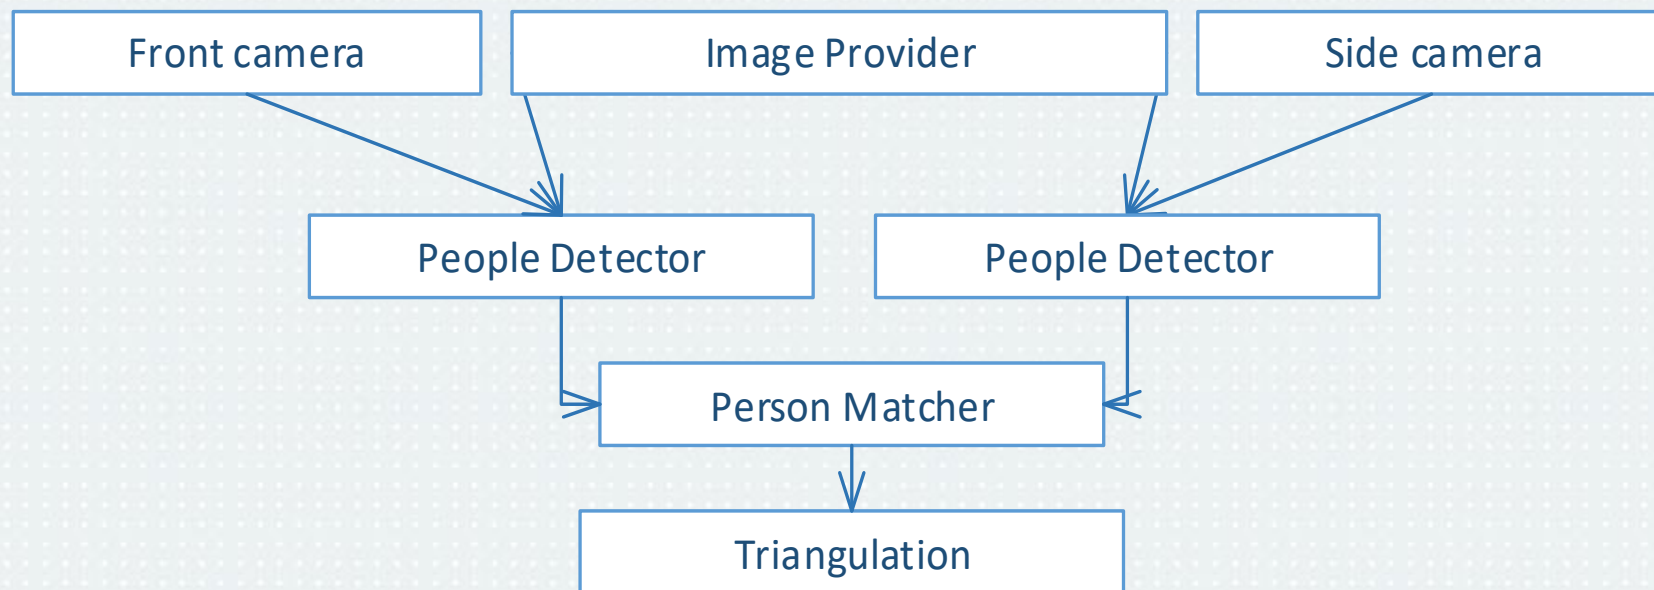 Front camera
Image Provider
Side camera
People Detector
People Detector
Person Matcher
Triangulation